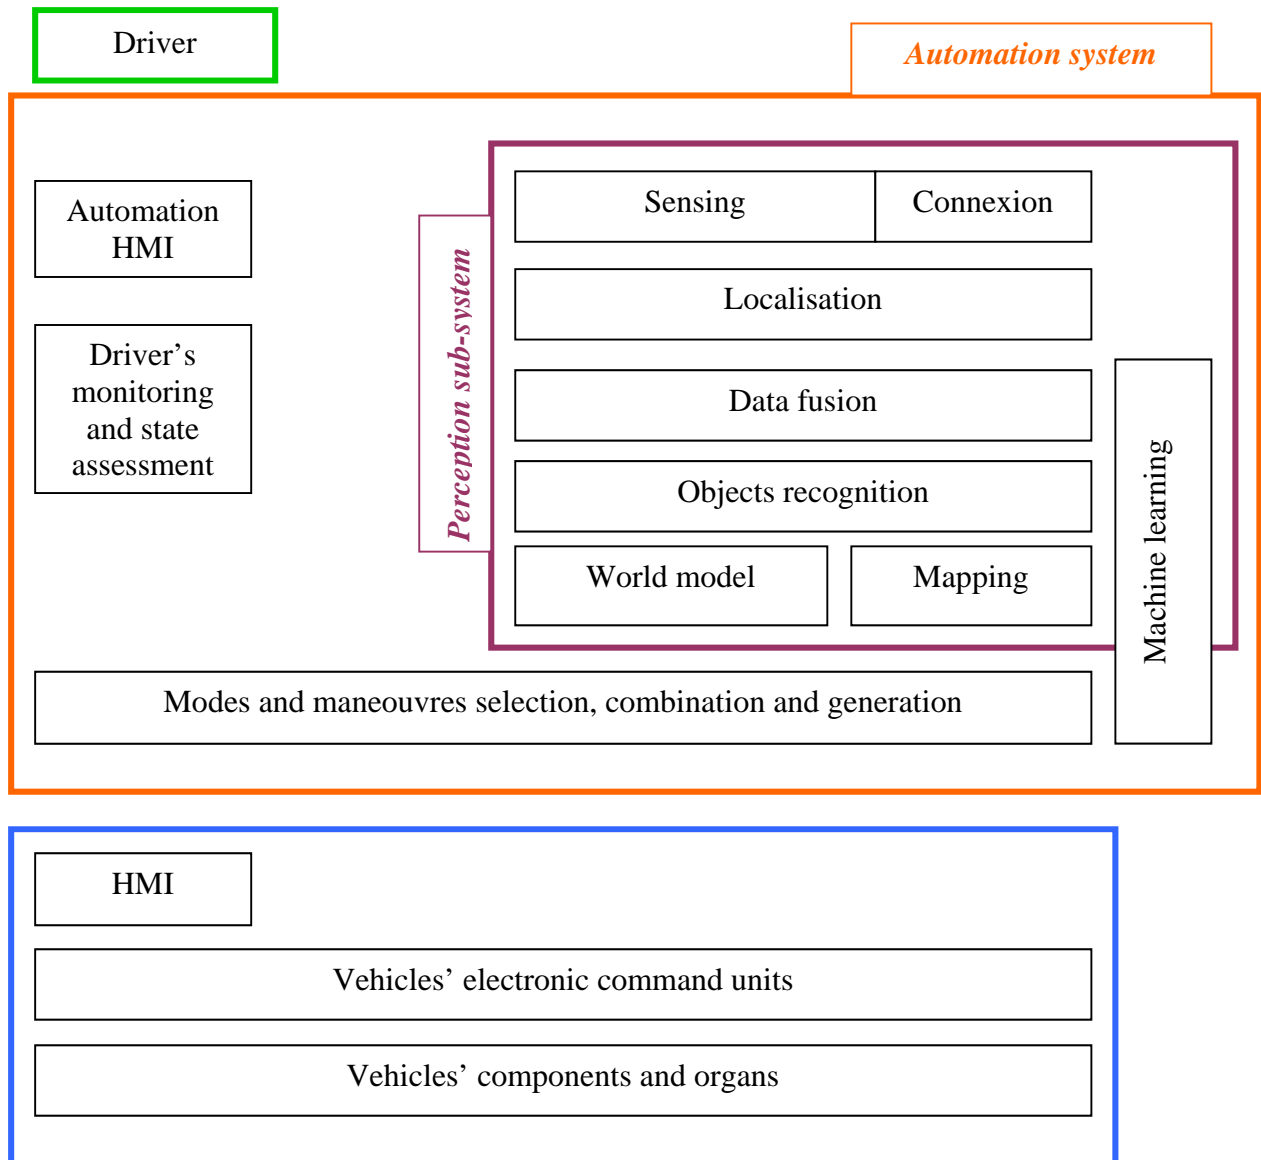 Driver
Automation system
Automation
HMI
Driver’s
monitoring
and state
assessment
Perception sub-system
Sensing
Connexion
Localisation
Data fusion
Objects recognition
World model
Mapping
Machine learning
Modes and maneouvres selection, combination and generation
HMI
Vehicles’ electronic command units
Vehicles’ components and organs